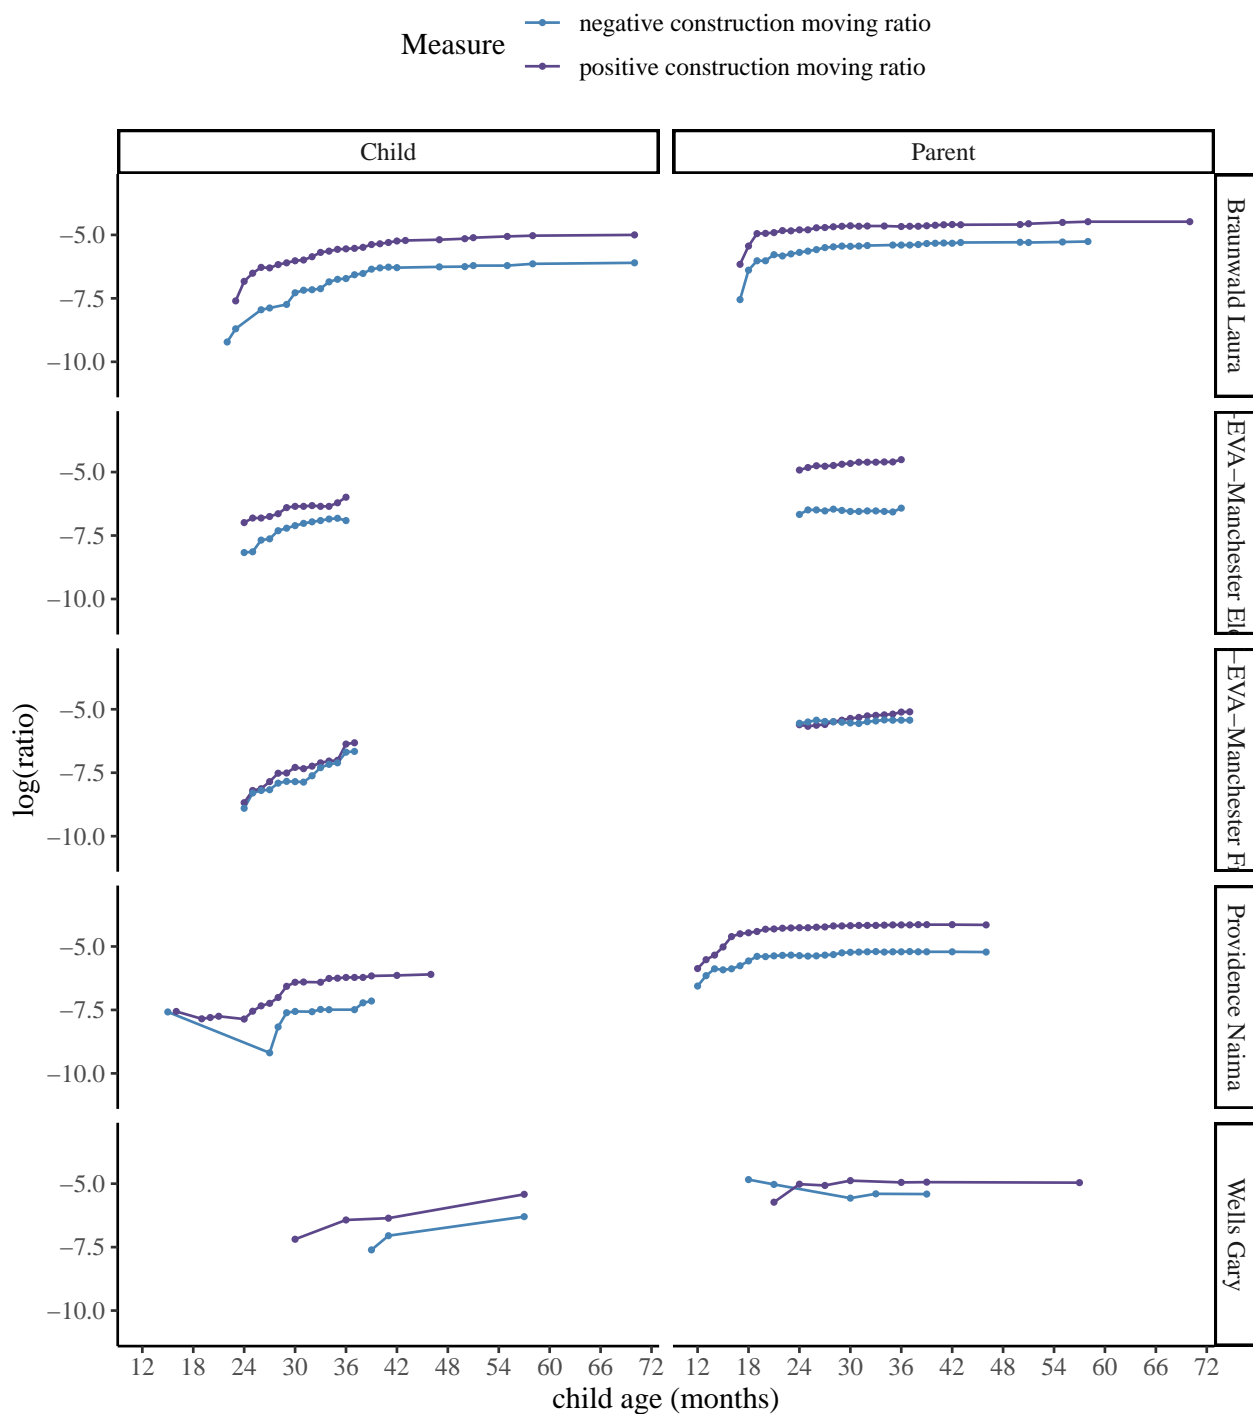 Measure
negative construction moving ratio
positive construction moving ratio
Child
Parent
−5.0
−7.5
−10.0
Braunwald Laura
−5.0
−7.5
−10.0
EVA−Manchester
−5.0
−7.5
−10.0
EVA−Manchester
−5.0
−7.5
−10.0
Providence Naima
−5.0
−7.5
−10.0
Wells Gary
log(ratio)
12 18 24 30 36 42 48 54 60 66 72
12 18 24 30 36 42 48 54 60 66 72
child age (months)